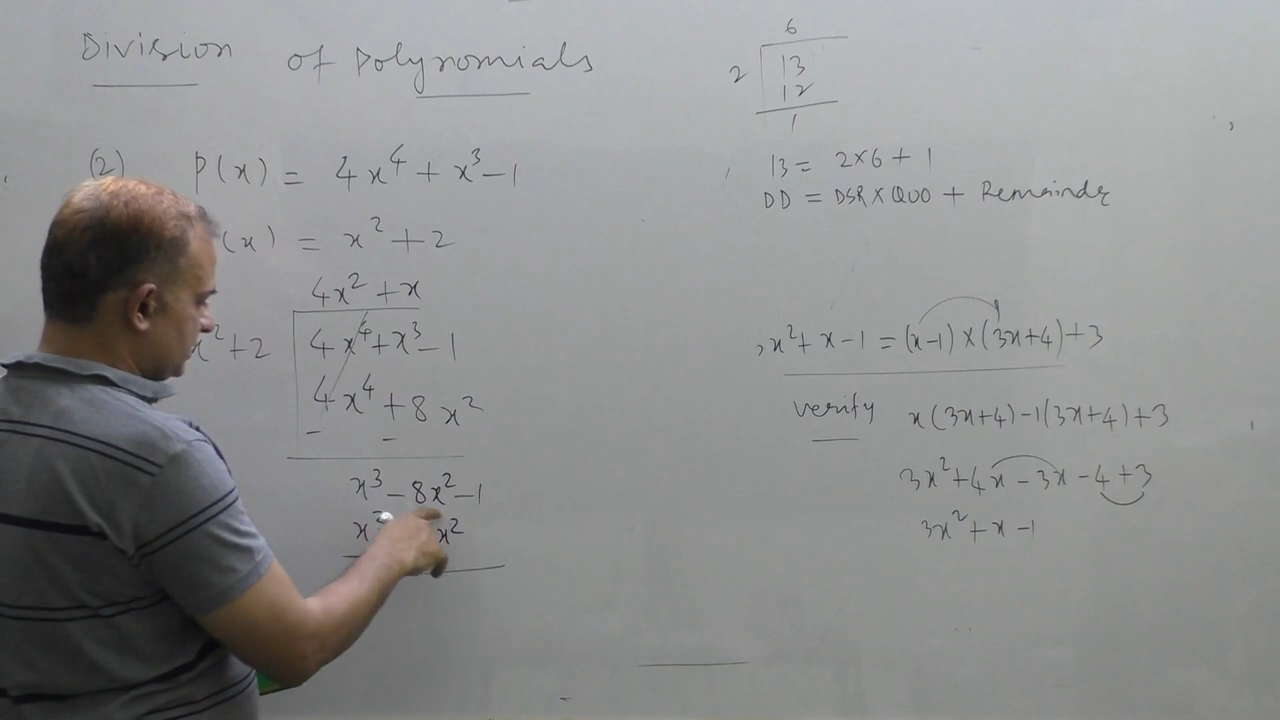 Division of Polynomials
(2) P(x) = 4x⁴ + x³ - 1
(x) = x² + 2
4x² + x
x² + 2 4x⁴ + x³ - 1
4x⁴ + 8x²
- -
x³ - 8x² - 1
x² x²
6
2 13
12
1
13 = 2×6 + 1
DD = DSR × QUO + Remainder
x² + x - 1 = (x-1) × (3x+4) + 3
verify x(3x+4) - 1(3x+4) + 3
3x² + 4x - 3x - 4 + 3
3x² + x - 1